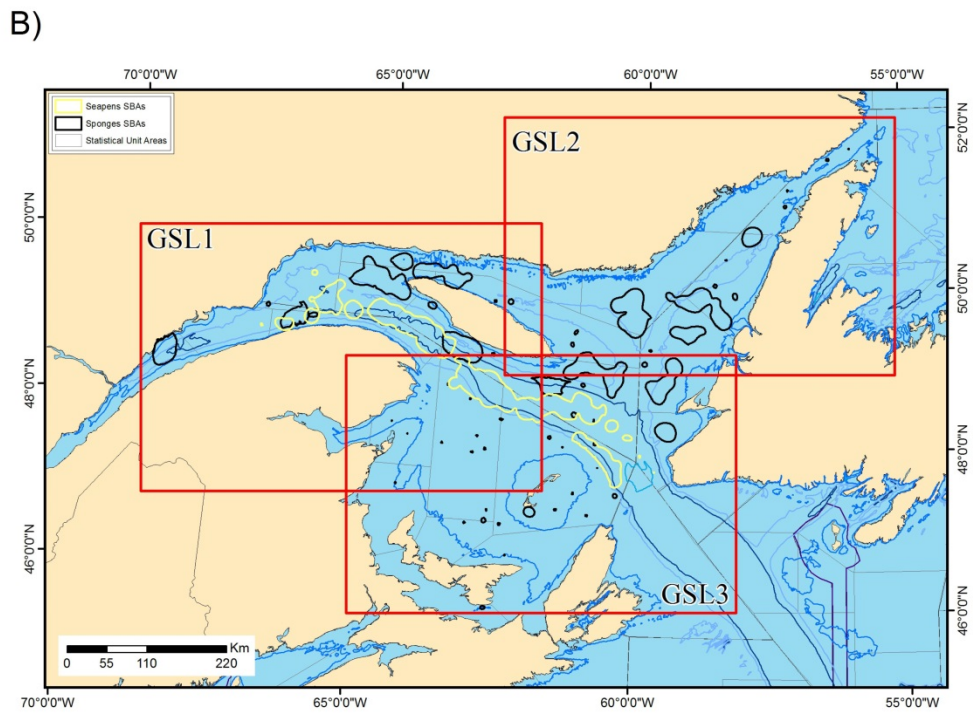 B)
70°0'0"W 65°0'0"W 60°0'0"W 55°0'0"W
Seapens SBAs
Sponges SBAs
Statistical Unit Areas
52°0'0"N
GSL2
50°0'0"N
GSL1
50°0'0"N
48°0'0"N
48°0'0"N
46°0'0"N
GSL3
46°0'0"N
Km
0 55 110 220
70°0'0"W 65°0'0"W 60°0'0"W 55°0'0"W